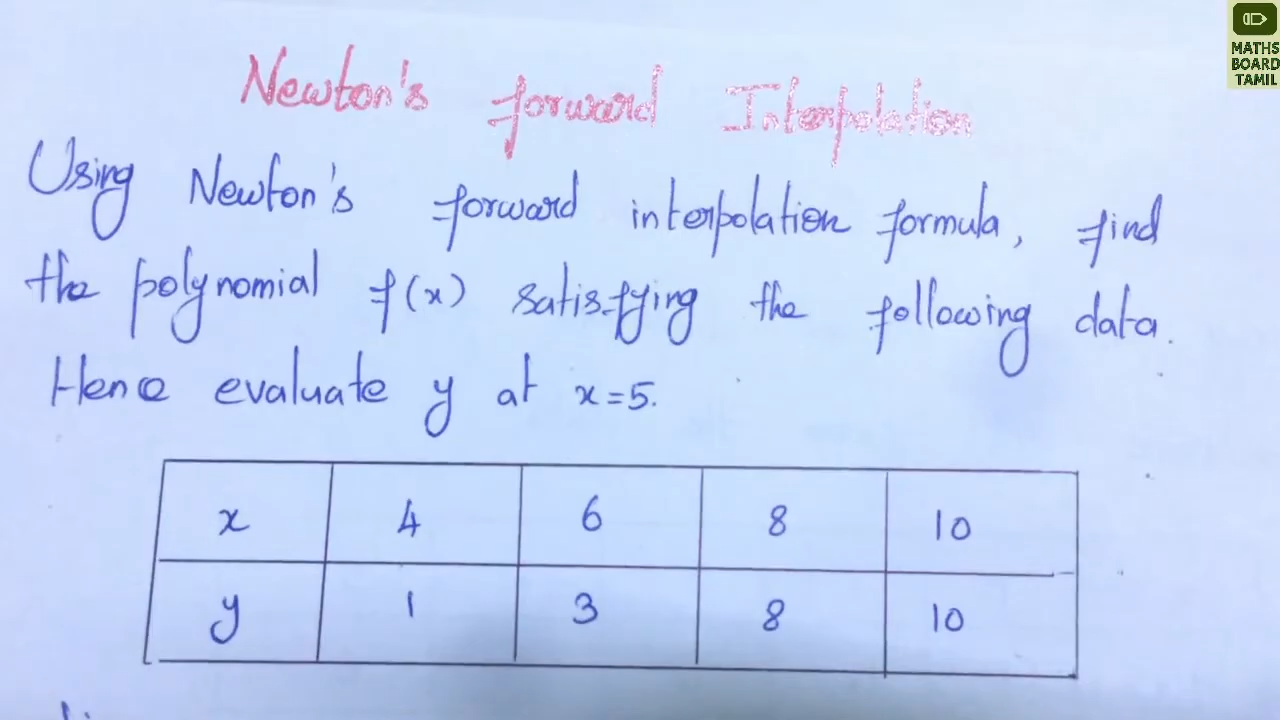 MATHS
BOARD
TAMIL
Newton's forward Interpolation
Using Newton's forward interpolation formula, find
the polynomial f(x) satisfying the following data.
Hence evaluate y at x=5.
x 4 6 8 10
y 1 3 8 10